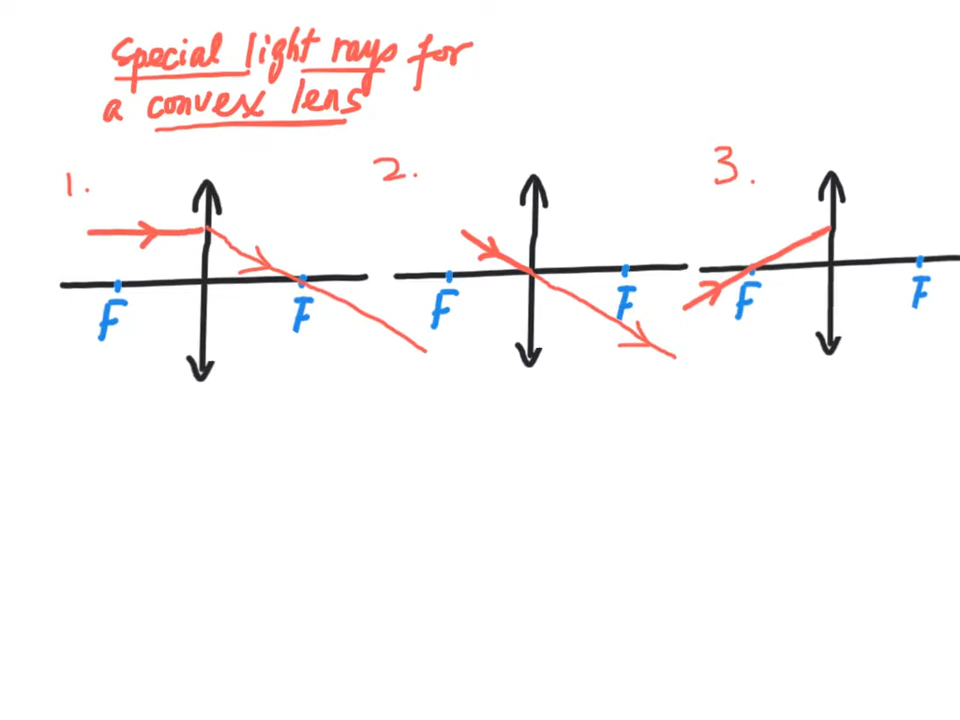 Special light rays for
a convex lens
1.
2.
3.
F F
F F
F F